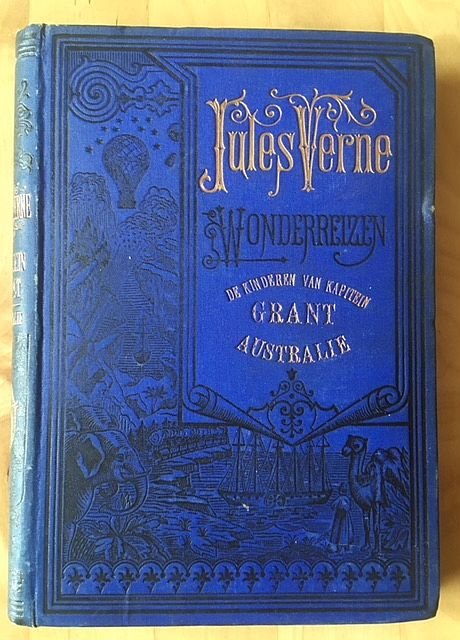 Jules Verne
WONDERREIZEN
DE KINDEREN VAN KAPITEIN
GRANT
AUSTRALIE